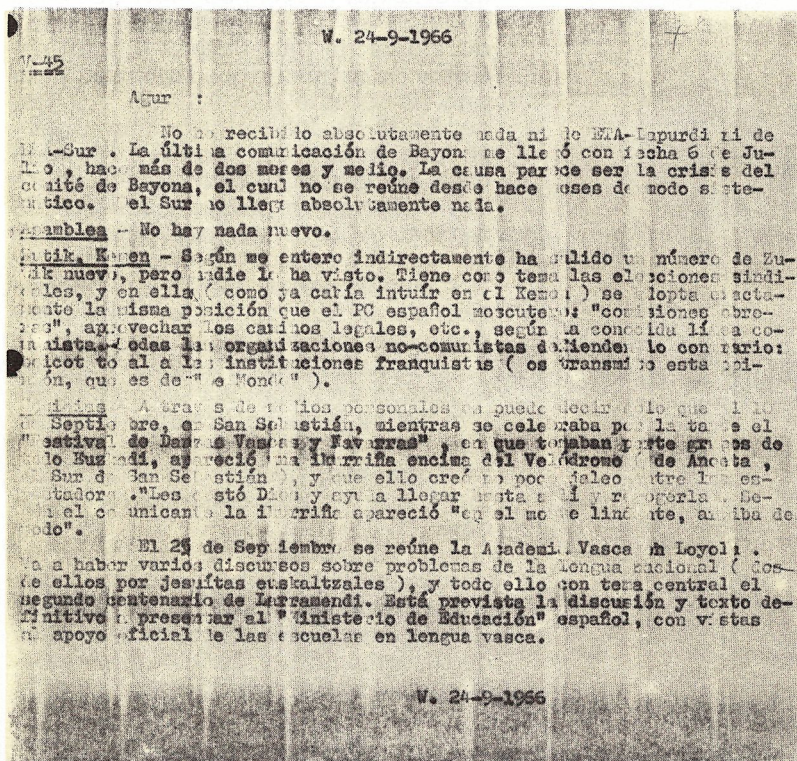 W. 24-9-1966
V-45
Agur :
No he recibido absolutamente nada ni de ETA-Lapurdi ni de
ETA-Sur . La última comunicación de Bayona me llegó con fecha 6 de Ju-
lio , hace más de dos meses y medio. La causa parece ser la crisis del
comité de Bayona, el cual no se reúne desde hace meses de modo siste-
mático. Del Sur no llega absolutamente nada.
Asamblea - No hay nada nuevo.
Zutik, Kemen - Según me entero indirectamente ha salido un número de Zu-
tik nuevo, pero nadie lo ha visto. Tiene como tema las elecciones sindi-
cales, y en ella ( como ya cabía intuír en el Kemen ) se adopta exacta-
mente la misma posición que el PC español moscutero: "comisiones obre-
ras", aprovechar los caminos legales, etc., según la conocida línea co-
munista. Todas las organizaciones no-comunistas defienden lo contrario:
boicot total a las instituciones franquistas ( os transmito esta opi-
nión, que es de "Le Monde" ).
A través de medios personales os puedo decir sólo que el
de Septiembre, en San Sebastián, mientras se celebraba por la tarde el
"Festival de Danzas Vascas y Navarras" , en que tomaban parte grupos de
todo Euzkadi, apareció una ikurriña encima del Velódromo ( de Anoeta ,
al Sur de San Sebastián ), y que ello creó no poco jaleo entre los es-
pectadores ."Les costó Dios y ayuda llegar hasta allí y recogerla . Se-
gún el comunicante la ikurriña apareció "en el monte lindante, arriba de
todo".
El 25 de Septiembre se reúne la Academia Vasca en Loyola .
Va a haber varios discursos sobre problemas de la lengua nacional ( dos
de ellos por jesuítas euskaltzales ), y todo ello con tema central el
segundo centenario de Larramendi. Está prevista la discusión y texto de-
finitivo a presentar al "Ministerio de Educación" español, con vistas
al apoyo oficial de las escuelas en lengua vasca.
W. 24-9-1966